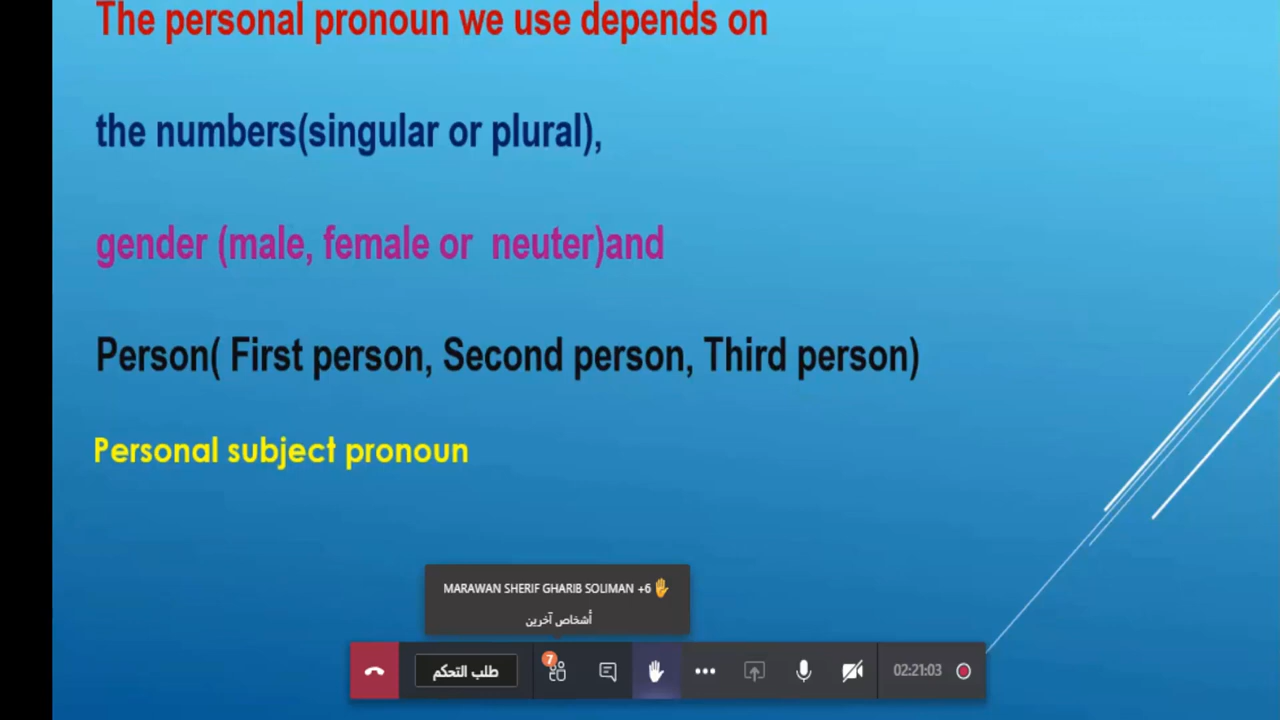 The personal pronoun we use depends on
the numbers(singular or plural),
gender (male, female or neuter)and
Person( First person, Second person, Third person)
Personal subject pronoun
MARAWAN SHERIF GHARIB SOLIMAN +6 ✋
أشخاص آخرين
طلب التحكم
7
02:21:03